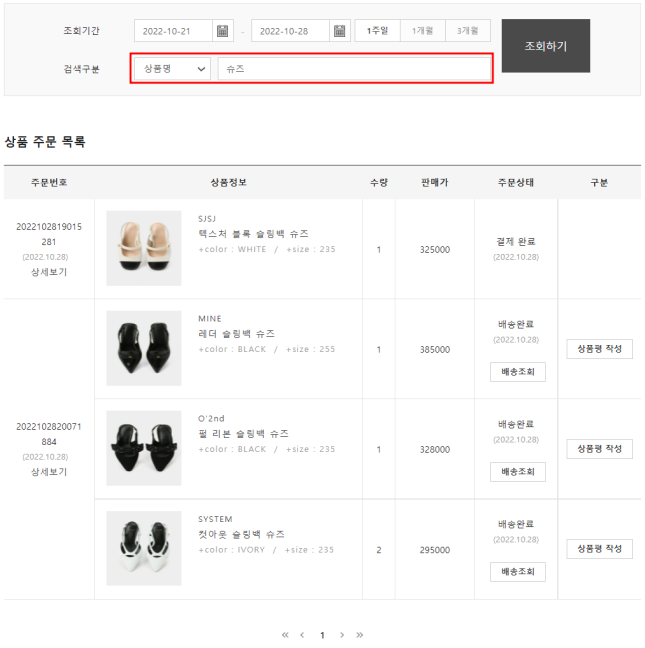 조회기간 2022-10-21 - 2022-10-28 1주일 1개월 3개월 조회하기
검색구분 상품명 슈즈
상품 주문 목록
주문번호 상품정보 수량 판매가 주문상태 구분
2022102819015
281
(2022.10.28)
상세보기
SJSJ
텍스처 블록 슬링백 슈즈
+color : WHITE / +size : 235
1
325000
결제 완료
(2022.10.28)
2022102820071
884
(2022.10.28)
상세보기
MINE
레더 슬링백 슈즈
+color : BLACK / +size : 255
1
385000
배송완료
(2022.10.28)
배송조회
상품평 작성
O'2nd
펄 리본 슬링백 슈즈
+color : BLACK / +size : 235
1
328000
배송완료
(2022.10.28)
배송조회
상품평 작성
SYSTEM
컷아웃 슬링백 슈즈
+color : IVORY / +size : 235
2
295000
배송완료
(2022.10.28)
배송조회
상품평 작성
« ‹ 1 › »